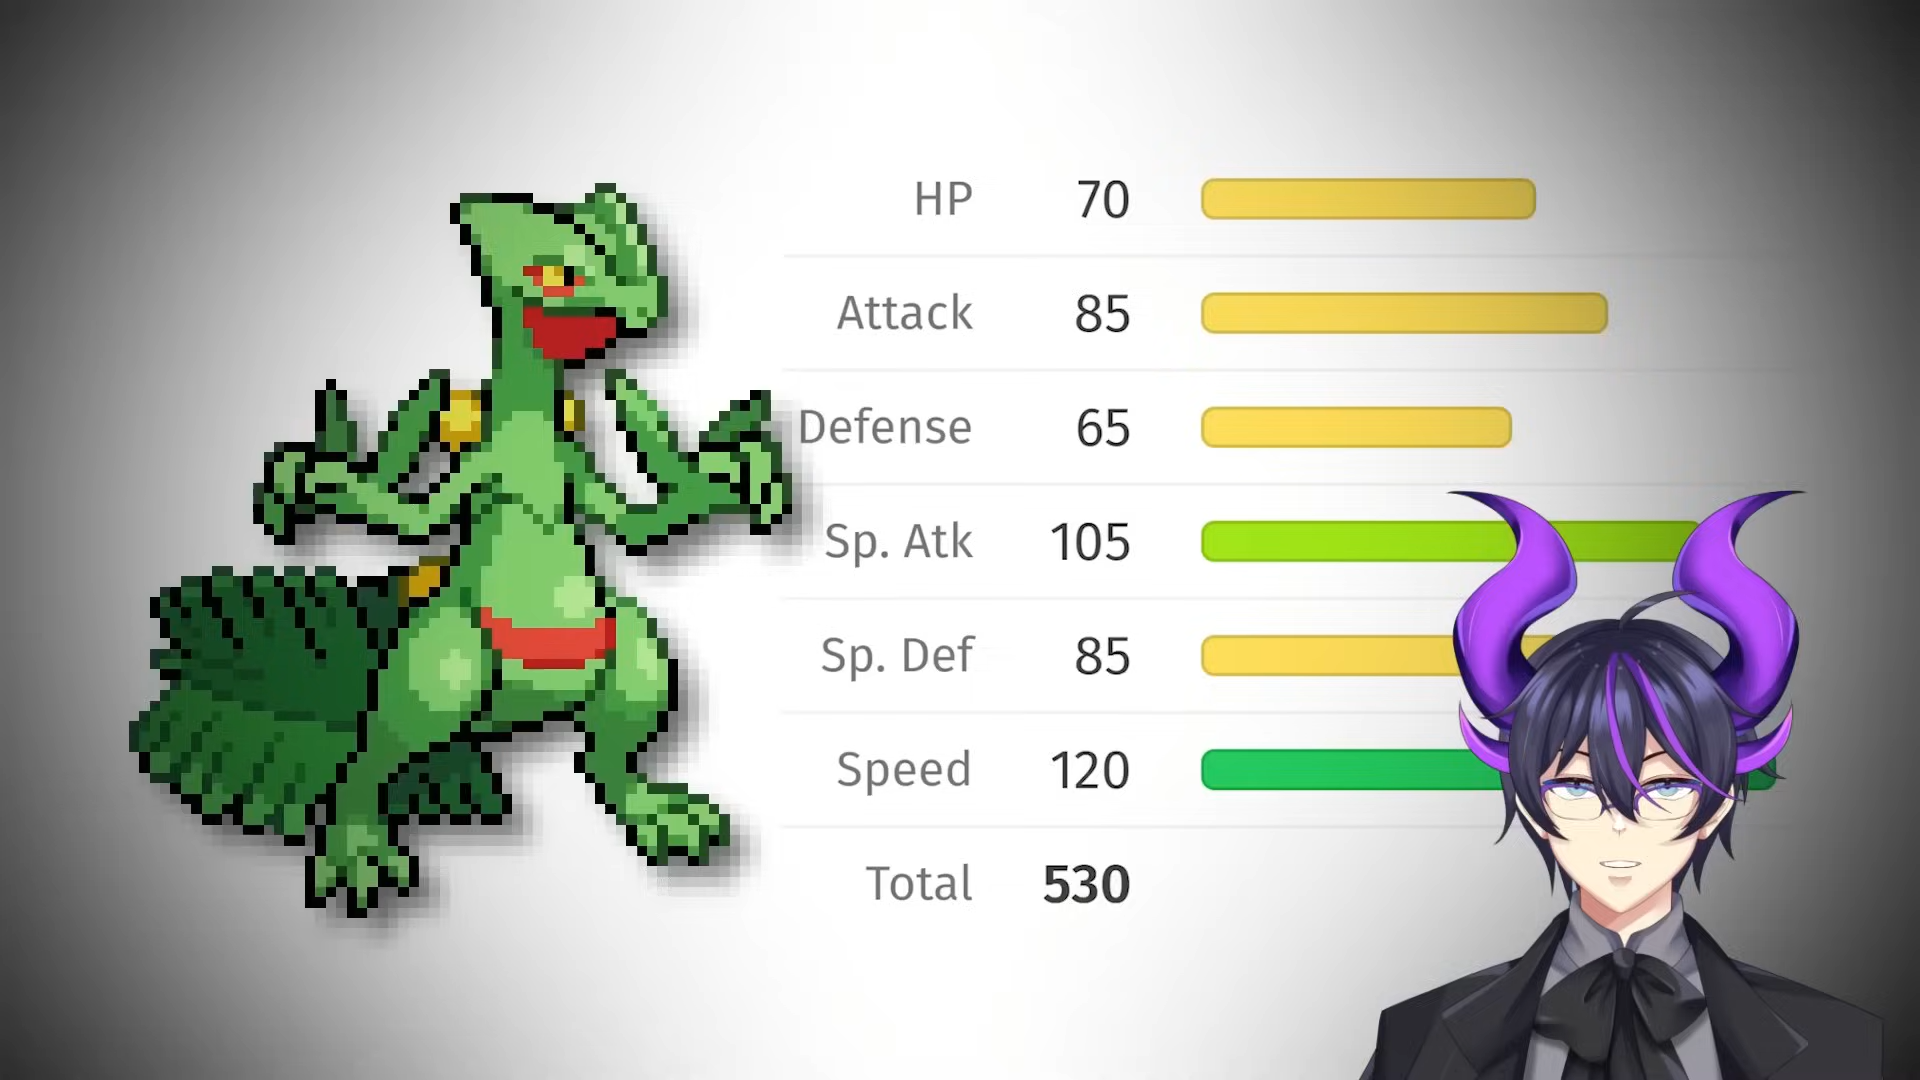 HP 70
Attack 85
Defense 65
Sp. Atk 105
Sp. Def 85
Speed 120
Total 530